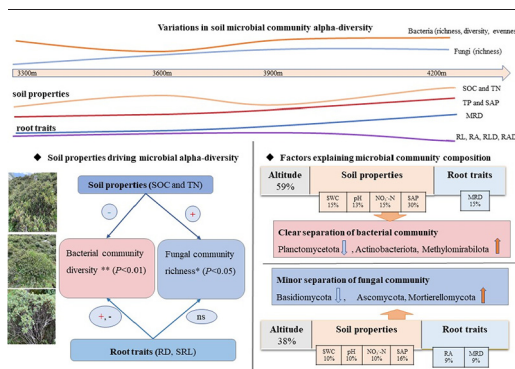 Variations in soil microbial community alpha-diversity
Bacteria (richness, diversity, evenness
Fungi (richness)
3300m 3600m 3900m 4200m
soil properties
SOC and TN
TP and SAP
root traits
MRD
RL, RA, RLD, RAD
◆ Soil properties driving microbial alpha-diversity
Soil properties (SOC and TN)
- +
Bacterial community
diversity ** (P<0.01)
Fungal community
richness* (P<0.05)
+, - ns
Root traits (RD, SRL)
◆ Factors explaining microbial community composition
Altitude
59%
Soil properties
SWC
15%
pH
13%
NO₃-N
15%
SAP
30%
Root traits
MRD
15%
Clear separation of bacterial community
Planctomycetota , Actinobacteriota, Methylomirabilota
Minor separation of fungal community
Basidiomycota , Ascomycota, Mortierellomycota
Altitude
38%
Soil properties
SWC
10%
pH
10%
NO₃-N
10%
SAP
16%
Root traits
RA
9%
MRD
9%